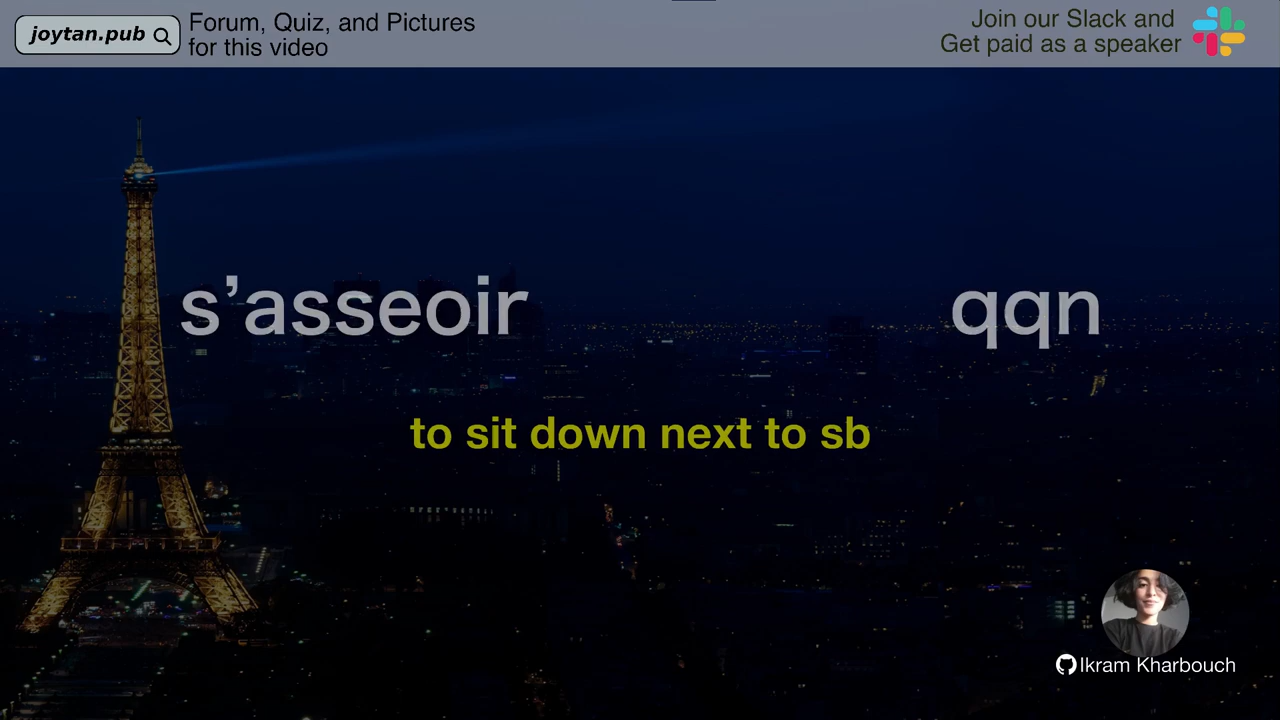 joytan.pub
Forum, Quiz, and Pictures
for this video
Join our Slack and
Get paid as a speaker
s’asseoir qqn
to sit down next to sb
Ikram Kharbouch